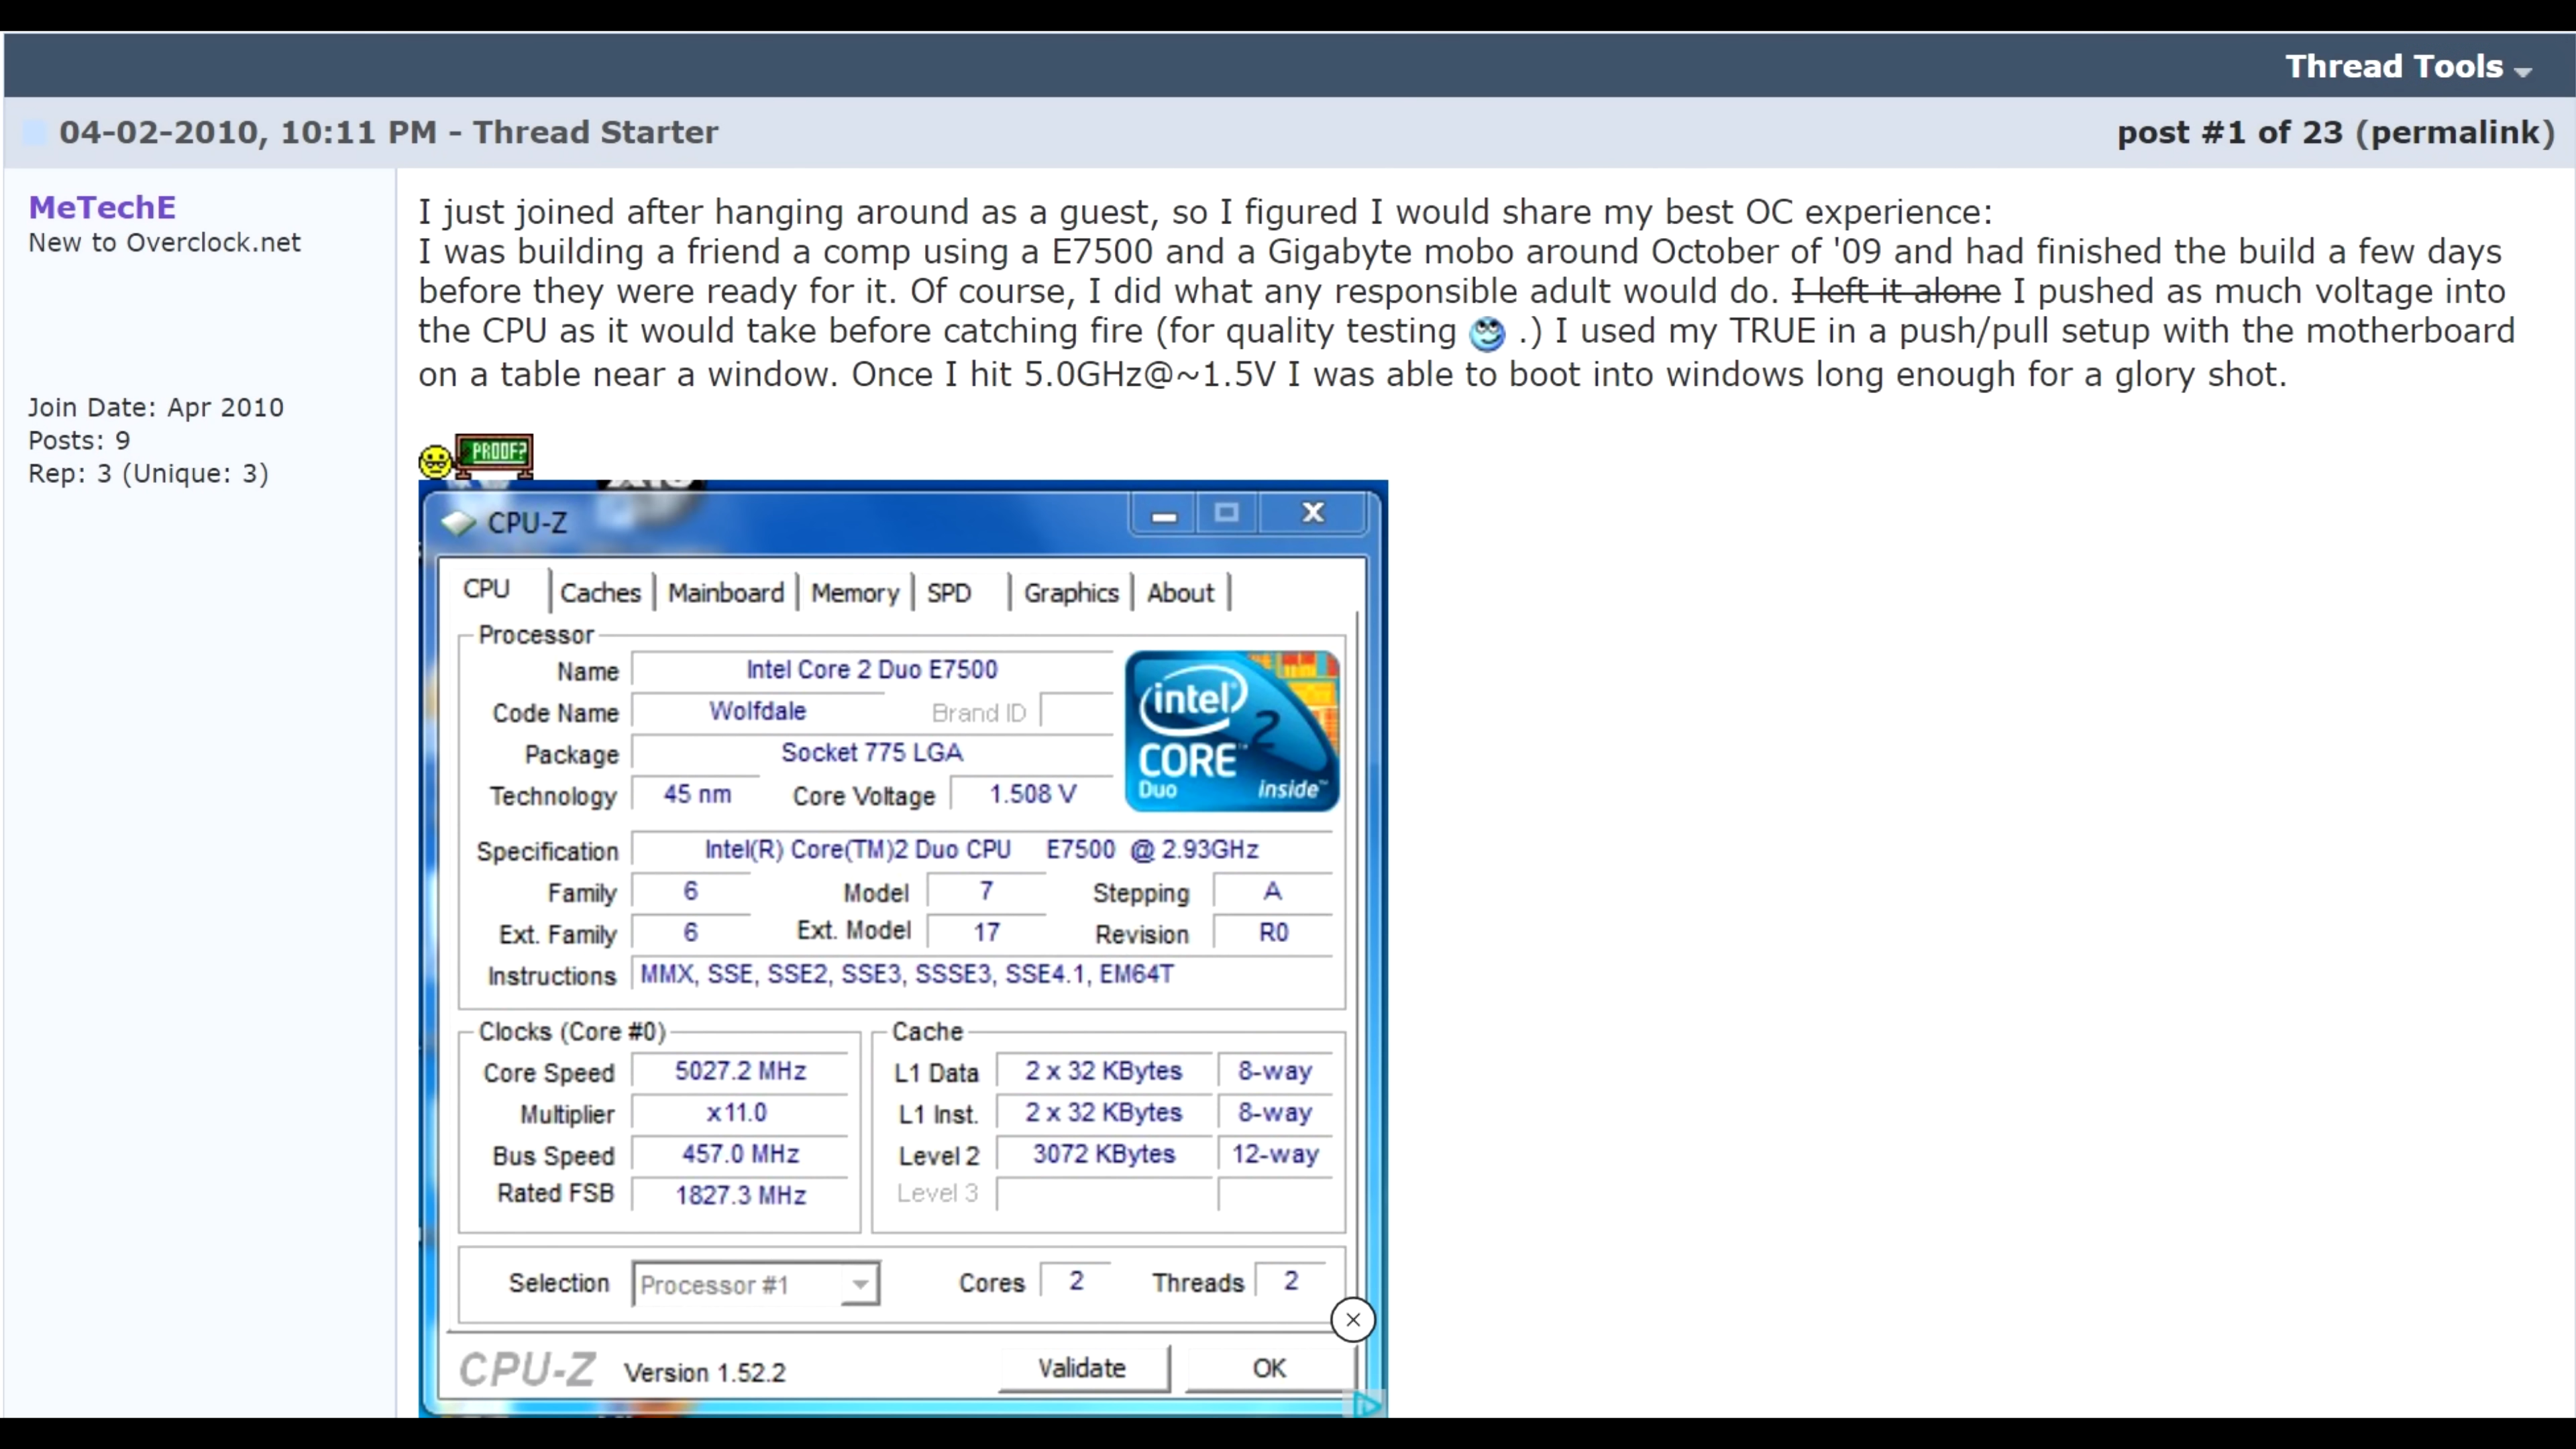 Thread Tools
04-02-2010, 10:11 PM - Thread Starter
post #1 of 23 (permalink)
MeTechE
New to Overclock.net
Join Date: Apr 2010
Posts: 9
Rep: 3 (Unique: 3)
I just joined after hanging around as a guest, so I figured I would share my best OC experience:
I was building a friend a comp using a E7500 and a Gigabyte mobo around October of '09 and had finished the build a few days
before they were ready for it. Of course, I did what any responsible adult would do. I left it alone I pushed as much voltage into
the CPU as it would take before catching fire (for quality testing .) I used my TRUE in a push/pull setup with the motherboard
on a table near a window. Once I hit 5.0GHz@~1.5V I was able to boot into windows long enough for a glory shot.
PROOF?
CPU-Z
CPU Caches Mainboard Memory SPD Graphics About
Processor
Name Intel Core 2 Duo E7500
Code Name Wolfdale Brand ID
Package Socket 775 LGA
Technology 45 nm Core Voltage 1.508 V
intel
CORE 2
Duo inside™
Specification Intel(R) Core(TM)2 Duo CPU E7500 @ 2.93GHz
Family 6 Model 7 Stepping A
Ext. Family 6 Ext. Model 17 Revision R0
Instructions MMX, SSE, SSE2, SSE3, SSSE3, SSE4.1, EM64T
Clocks (Core #0)
Core Speed 5027.2 MHz
Multiplier x11.0
Bus Speed 457.0 MHz
Rated FSB 1827.3 MHz
Cache
L1 Data 2 x 32 KBytes 8-way
L1 Inst. 2 x 32 KBytes 8-way
Level 2 3072 KBytes 12-way
Level 3
Selection Processor #1 Cores 2 Threads 2
CPU-Z Version 1.52.2 Validate OK